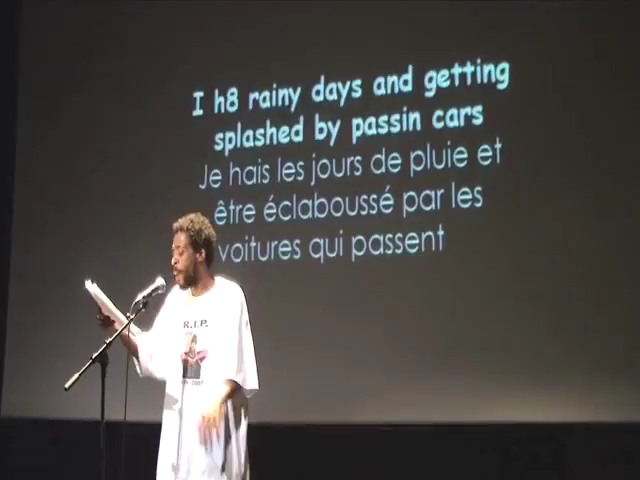 I h8 rainy days and getting
splashed by passin cars
Je hais les jours de pluie et
être éclaboussé par les
voitures qui passent
R.I.P.